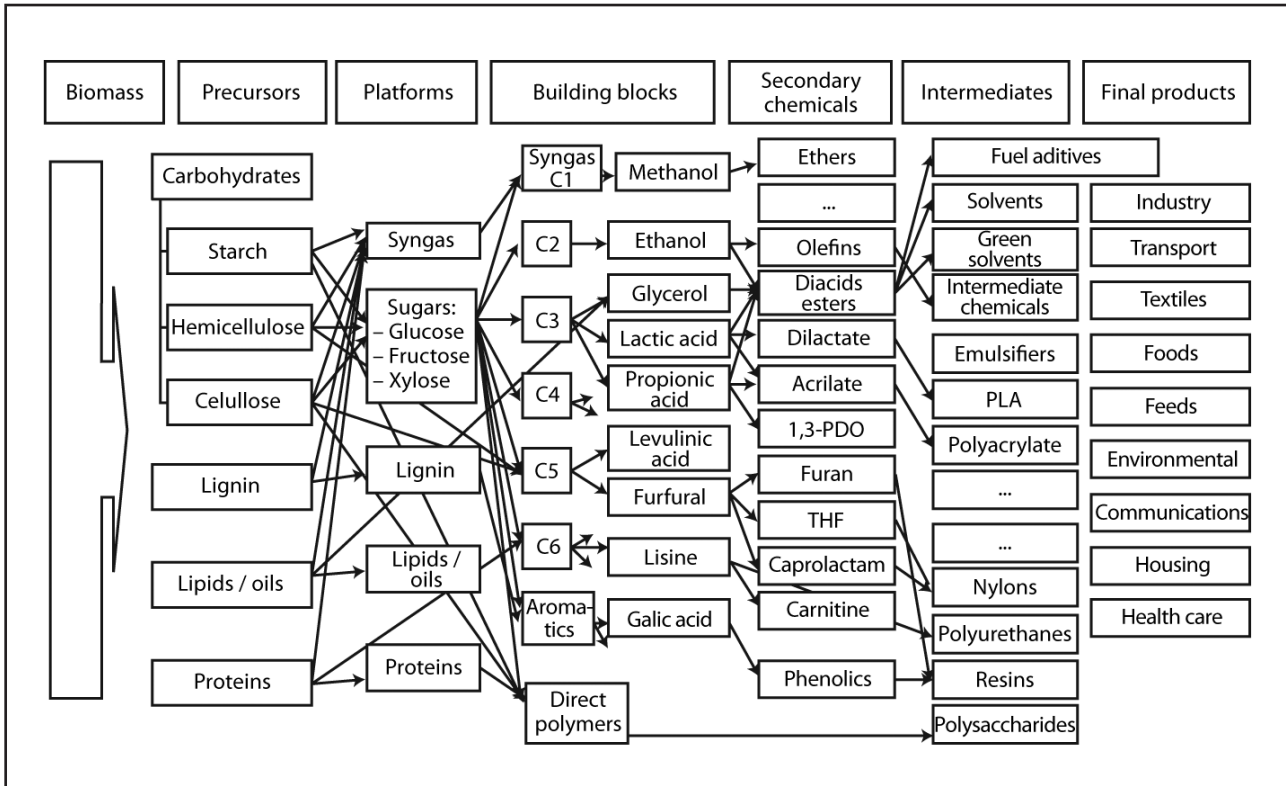 Biomass
Precursors
Platforms
Building blocks
Secondary
chemicals
Intermediates
Final products
Carbohydrates
Starch
Hemicellulose
Celullose
Lignin
Lipids / oils
Proteins
Syngas
Sugars:
– Glucose
– Fructose
– Xylose
Lignin
Lipids /
oils
Proteins
Syngas
C1
C2
C3
C4
C5
C6
Aroma-
tics
Direct
polymers
Methanol
Ethanol
Glycerol
Lactic acid
Propionic
acid
Levulinic
acid
Furfural
Lisine
Galic acid
Ethers
...
Olefins
Diacids
esters
Dilactate
Acrilate
1,3-PDO
Furan
THF
Caprolactam
Carnitine
Phenolics
Fuel aditives
Solvents
Green
solvents
Intermediate
chemicals
Emulsifiers
PLA
Polyacrylate
...
...
Nylons
Polyurethanes
Resins
Polysaccharides
Industry
Transport
Textiles
Foods
Feeds
Environmental
Communications
Housing
Health care